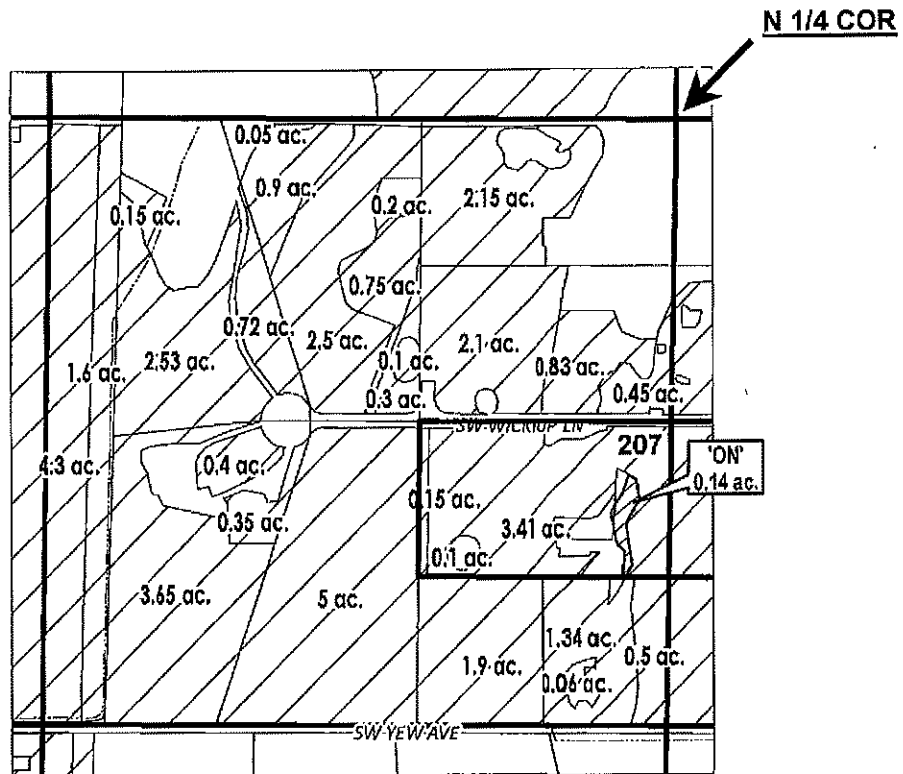 N 1/4 COR
0.05 ac.
0.9 ac.
0.2 ac.
2.15 ac.
0.15 ac.
0.75 ac.
0.72 ac.
2.5 ac.
2.53 ac.
0.1 ac.
2.1 ac.
0.83 ac.
1.6 ac.
0.3 ac.
0.45 ac.
SW WICKIUP LN
207
'ON'
0.14 ac.
4.3 ac.
0.4 ac.
0.15 ac.
0.35 ac.
3.41 ac.
0.1 ac.
3.65 ac.
5 ac.
1.34 ac.
1.9 ac.
0.5 ac.
0.06 ac.
SW YEW AVE